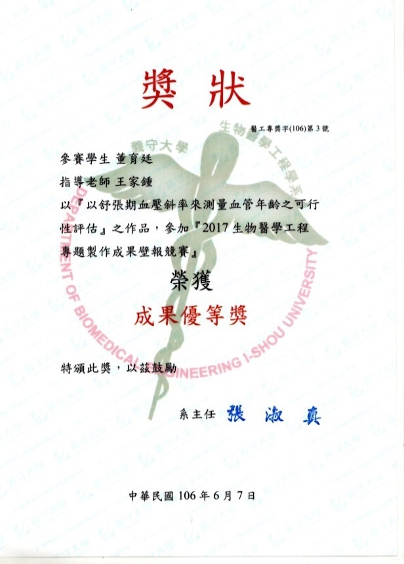 獎狀
醫工專獎字(106)第 3 號
義守大學 生物醫學工程學系
參賽學生 董育廷
指導老師 王家鍾
以『以舒張期血壓斜率來測量血管年齡之可行
性評估』之作品，參加『2017 生物醫學工程
專題製作成果壁報競賽』
榮獲
成果優等獎
DEPARTMENT OF BIOMEDICAL ENGINEERING I-SHOU UNIVERSITY
特頒此獎，以茲鼓勵
系主任 張淑真
中華民國 106 年 6 月 7 日